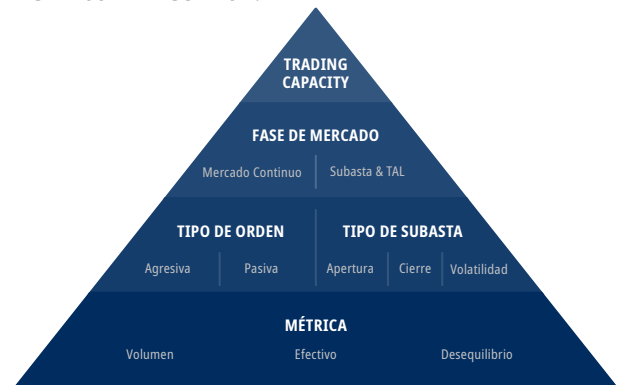 TRADING
CAPACITY
FASE DE MERCADO
Mercado Continuo Subasta & TAL
TIPO DE ORDEN TIPO DE SUBASTA
Agresiva Pasiva Apertura Cierre Volatilidad
MÉTRICA
Volumen Efectivo Desequilibrio